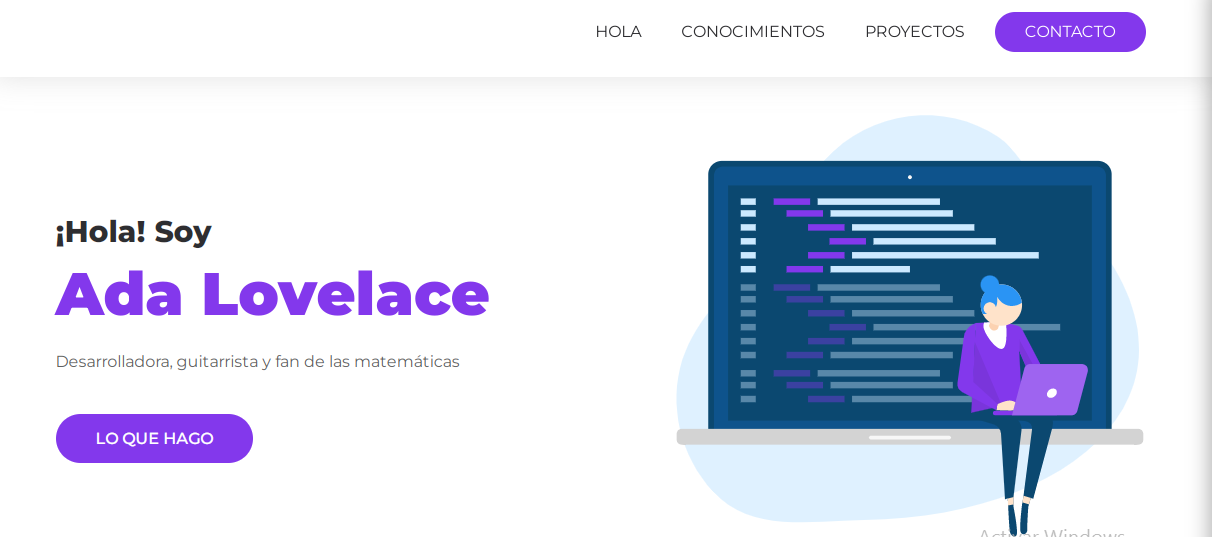 HOLA CONOCIMIENTOS PROYECTOS CONTACTO
¡Hola! Soy
Ada Lovelace
Desarrolladora, guitarrista y fan de las matemáticas
LO QUE HAGO
Activar Windows